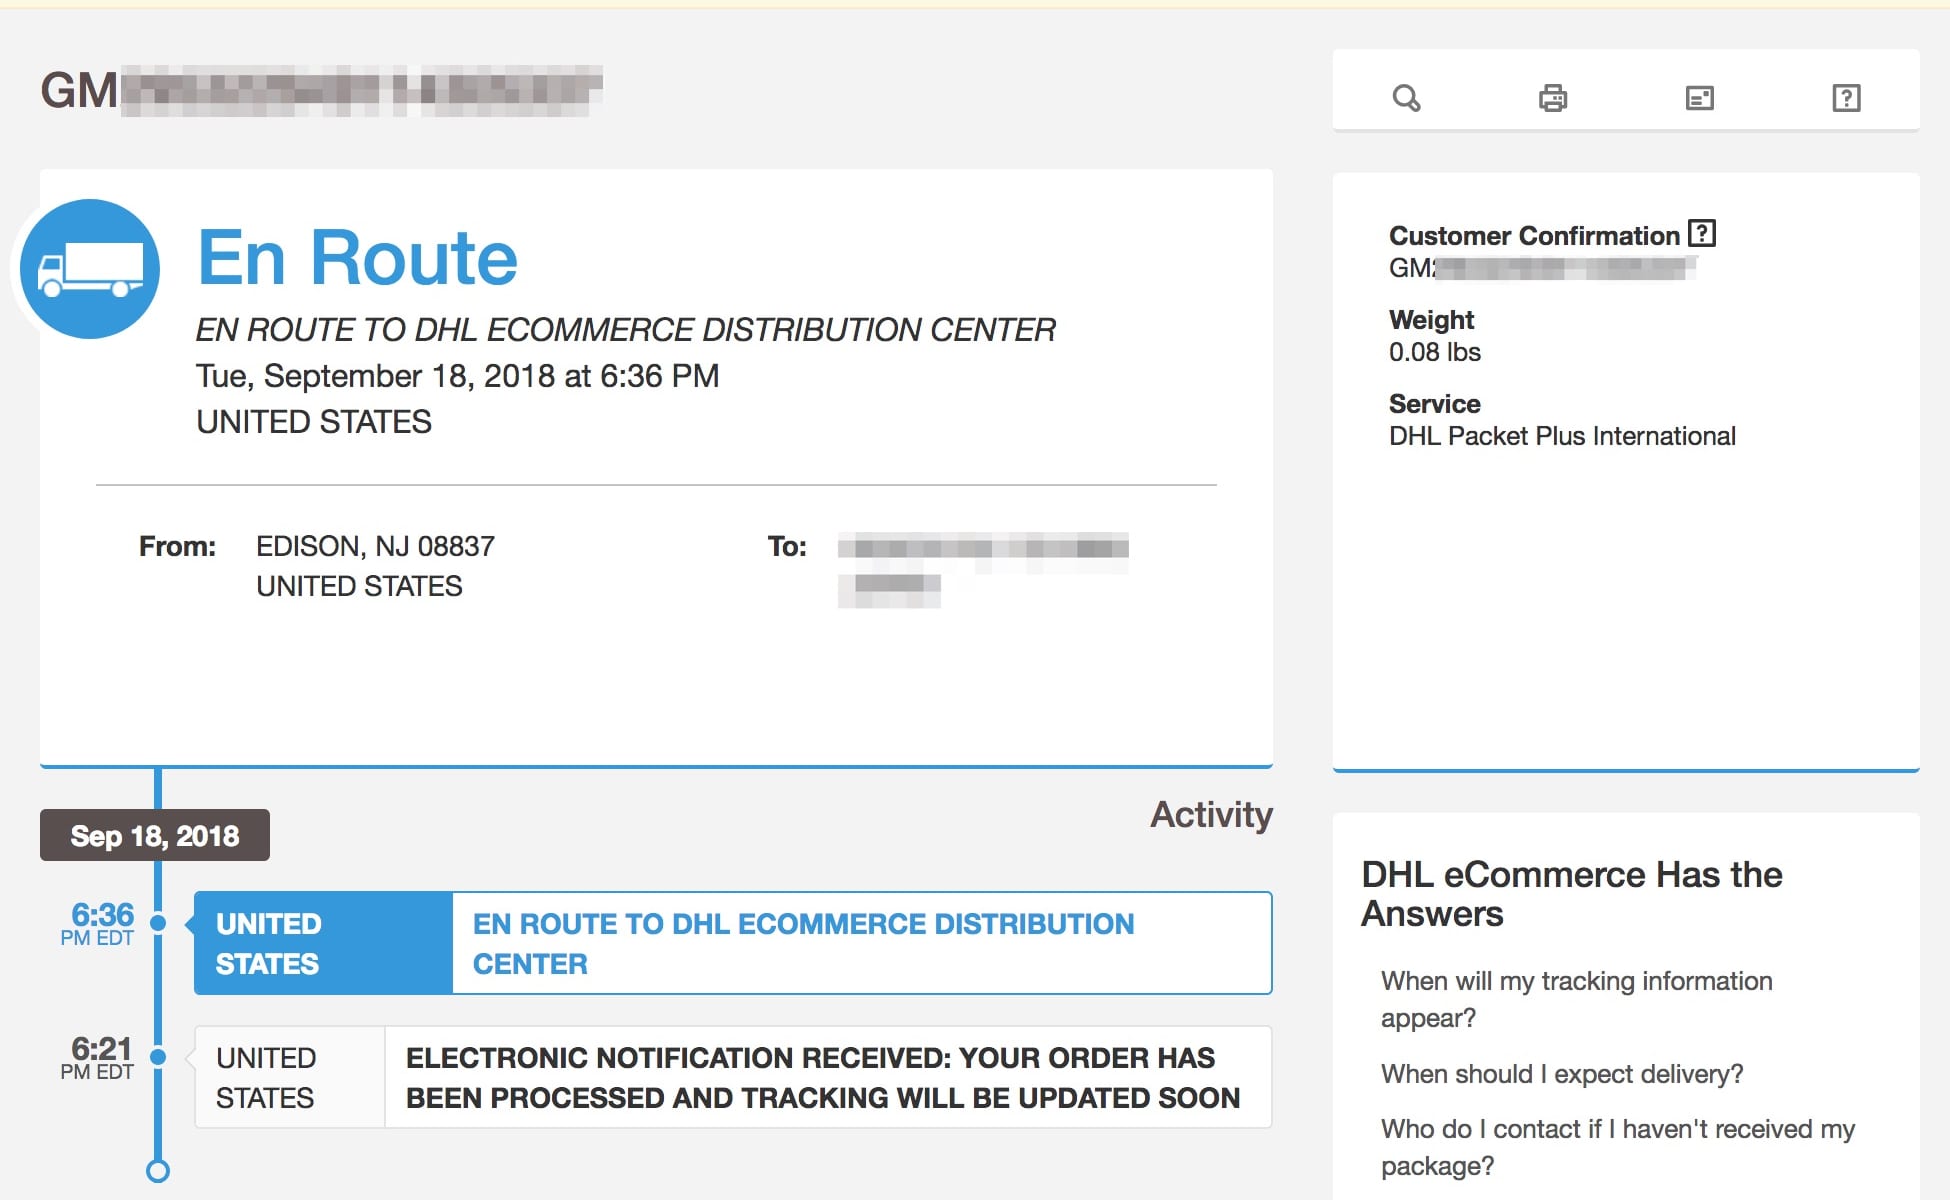 GM
En Route
EN ROUTE TO DHL ECOMMERCE DISTRIBUTION CENTER
Tue, September 18, 2018 at 6:36 PM
UNITED STATES
From: EDISON, NJ 08837
UNITED STATES
To:
Customer Confirmation
GM
Weight
0.08 lbs
Service
DHL Packet Plus International
Activity
Sep 18, 2018
6:36
PM EDT
UNITED
STATES
EN ROUTE TO DHL ECOMMERCE DISTRIBUTION
CENTER
6:21
PM EDT
UNITED
STATES
ELECTRONIC NOTIFICATION RECEIVED: YOUR ORDER HAS
BEEN PROCESSED AND TRACKING WILL BE UPDATED SOON
DHL eCommerce Has the
Answers
When will my tracking information
appear?
When should I expect delivery?
Who do I contact if I haven't received my
package?